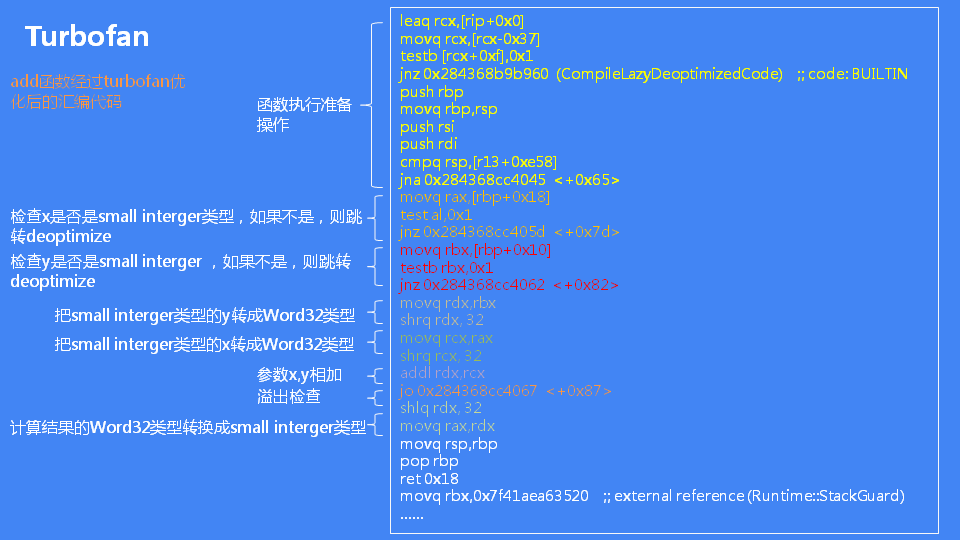 Turbofan
add函数经过turbofan优
化后的汇编代码
函数执行准备
操作
检查x是否是small interger类型，如果不是，则跳
转deoptimize
检查y是否是small interger ，如果不是，则跳转
deoptimize
把small interger类型的y转成Word32类型
把small interger类型的x转成Word32类型
参数x,y相加
溢出检查
计算结果的Word32类型转换成small interger类型
leaq rcx,[rip+0x0]
movq rcx,[rcx-0x37]
testb [rcx+0xf],0x1
jnz 0x284368b9b960 (CompileLazyDeoptimizedCode) ;; code: BUILTIN
push rbp
movq rbp,rsp
push rsi
push rdi
cmpq rsp,[r13+0xe58]
jna 0x284368cc4045 <+0x65>
movq rax,[rbp+0x18]
test al,0x1
jnz 0x284368cc405d <+0x7d>
movq rbx,[rbp+0x10]
testb rbx,0x1
jnz 0x284368cc4062 <+0x82>
movq rdx,rbx
shrq rdx, 32
movq rcx,rax
shrq rcx, 32
addl rdx,rcx
jo 0x284368cc4067 <+0x87>
shlq rdx, 32
movq rax,rdx
movq rsp,rbp
pop rbp
ret 0x18
movq rbx,0x7f41aea63520 ;; external reference (Runtime::StackGuard)
......